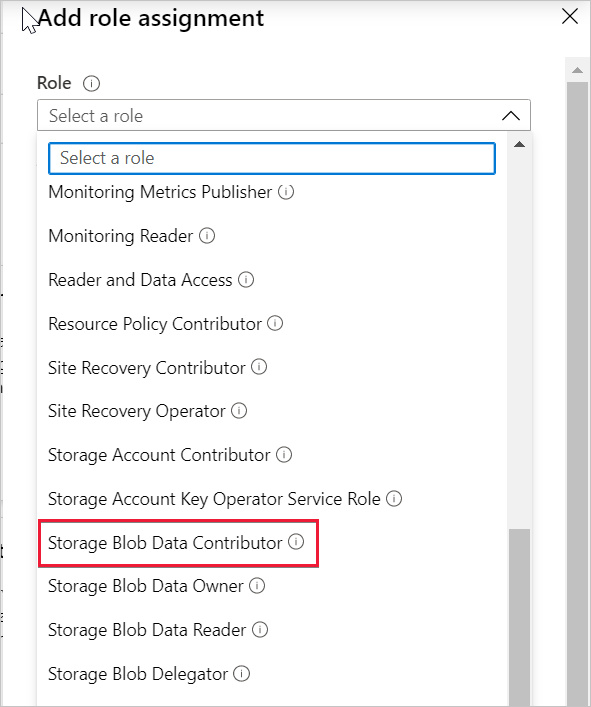 Add role assignment
Role
Select a role
Select a role
Monitoring Metrics Publisher
Monitoring Reader
Reader and Data Access
Resource Policy Contributor
Site Recovery Contributor
Site Recovery Operator
Storage Account Contributor
Storage Account Key Operator Service Role
Storage Blob Data Contributor
Storage Blob Data Owner
Storage Blob Data Reader
Storage Blob Delegator